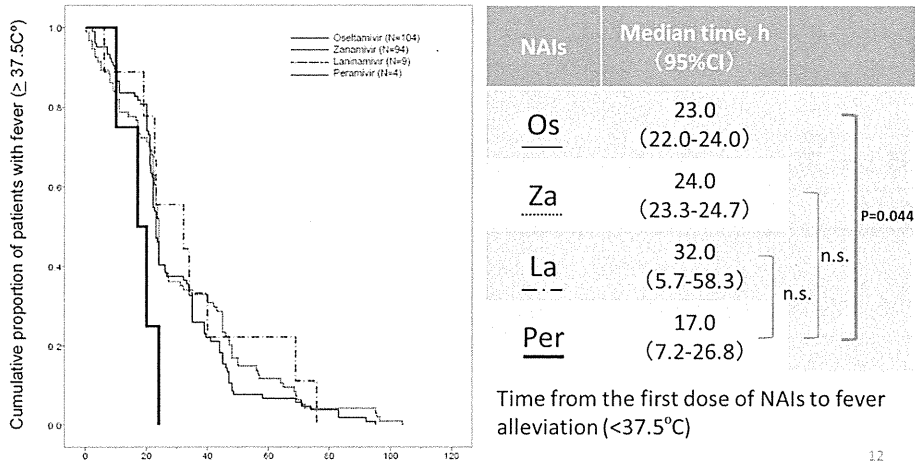 Cumulative proportion of patients with fever (≥ 37.5C°)
1.0
0.8
0.6
0.4
0.2
0.0
0
20
40
60
80
100
120
Oseltamivir (N=104)
Zanamivir (N=94)
Laninamivir (N=9)
Peramivir (N=4)
NAIs
Median time, h
(95%CI)
Os
23.0
(22.0-24.0)
Za
24.0
(23.3-24.7)
La
32.0
(5.7-58.3)
Per
17.0
(7.2-26.8)
n.s.
n.s.
P=0.044
Time from the first dose of NAIs to fever
alleviation (<37.5°C)
12